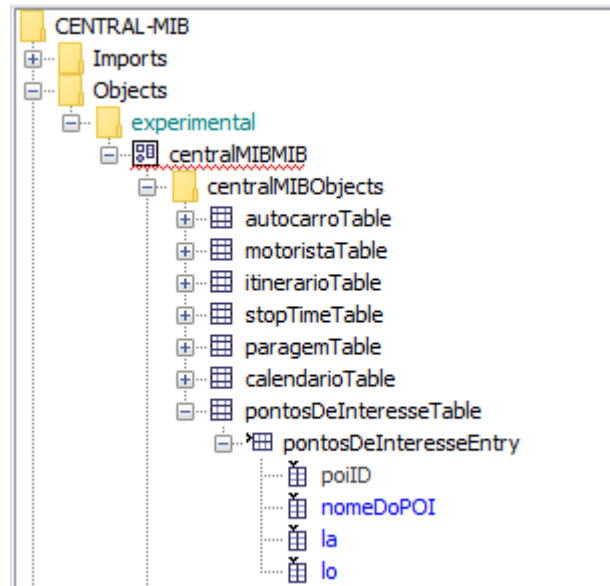 CENTRAL-MIB
Imports
Objects
experimental
centralMIBMIB
centralMIBObjects
autocarroTable
motoristaTable
itinerarioTable
stopTimeTable
paragemTable
calendarioTable
pontosDeInteresseTable
pontosDeInteresseEntry
poiID
nomeDoPOI
la
lo